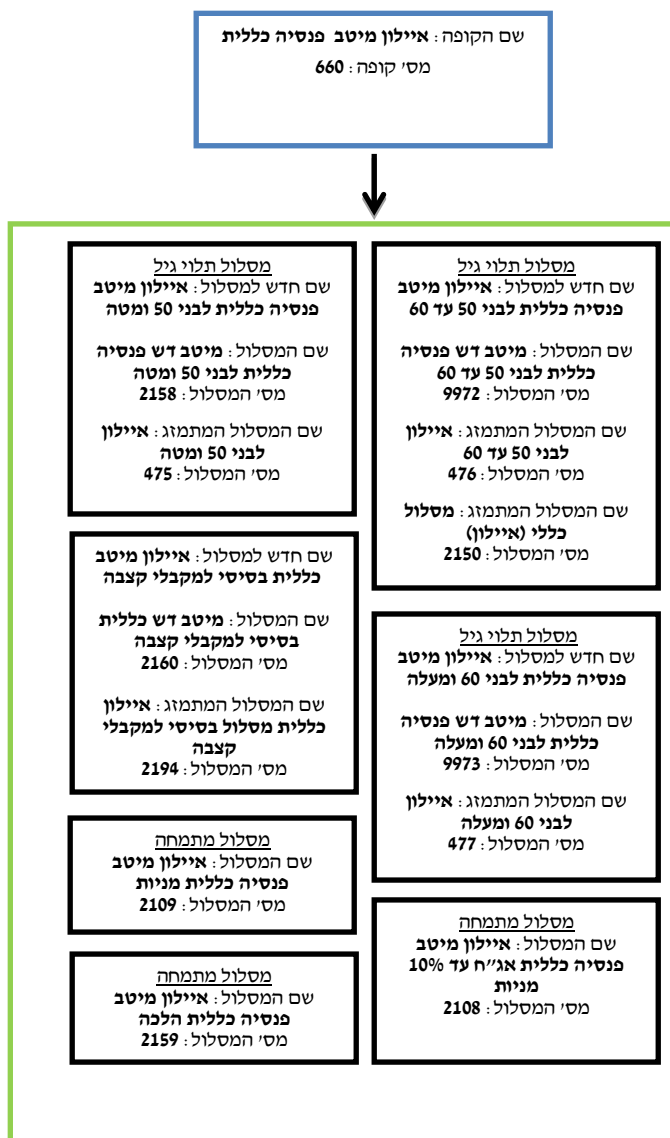 שם הקופה: איילון מיטב פנסיה כללית
מס׳ קופה: 660
מסלול תלוי גיל
שם חדש למסלול: איילון מיטב
פנסיה כללית לבני 50 עד 60
שם המסלול: מיטב דש פנסיה
כללית לבני 50 עד 60
מס׳ המסלול: 9972
שם המסלול המתמזג: איילון
לבני 50 עד 60
מס׳ המסלול: 476
שם המסלול המתמזג: מסלול
כללי (איילון)
מס׳ המסלול: 2150
מסלול תלוי גיל
שם חדש למסלול: איילון מיטב
פנסיה כללית לבני 50 ומטה
שם המסלול: מיטב דש פנסיה
כללית לבני 50 ומטה
מס׳ המסלול: 2158
שם המסלול המתמזג: איילון
לבני 50 ומטה
מס׳ המסלול: 475
מסלול תלוי גיל
שם חדש למסלול: איילון מיטב
פנסיה כללית לבני 60 ומעלה
שם המסלול: מיטב דש פנסיה
כללית לבני 60 ומעלה
מס׳ המסלול: 9973
שם המסלול המתמזג: איילון
לבני 60 ומעלה
מס׳ המסלול: 477
שם חדש למסלול: איילון מיטב
כללית בסיסי למקבלי קצבה
שם המסלול: מיטב דש כללית
בסיסי למקבלי קצבה
מס׳ המסלול: 2160
שם המסלול המתמזג: איילון
כללית מסלול בסיסי למקבלי
קצבה
מס׳ המסלול: 2194
מסלול מתמחה
שם המסלול: איילון מיטב
פנסיה כללית אג״ח עד 10%
מניות
מס׳ המסלול: 2108
מסלול מתמחה
שם המסלול: איילון מיטב
פנסיה כללית מניות
מס׳ המסלול: 2109
מסלול מתמחה
שם המסלול: איילון מיטב
פנסיה כללית הלכה
מס׳ המסלול: 2159